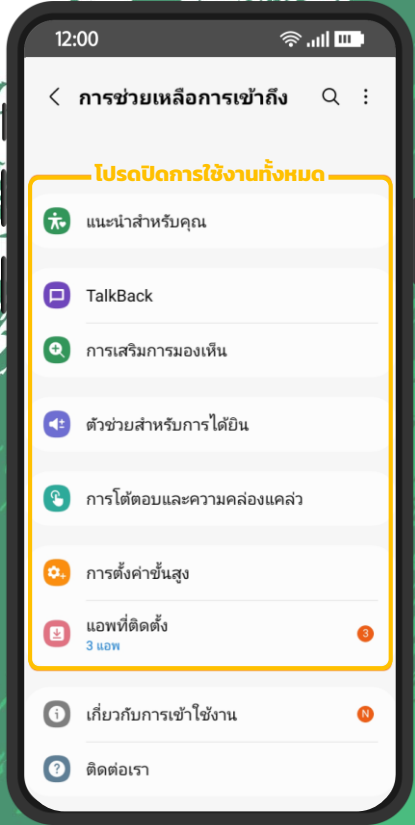 12:00
การช่วยเหลือการเข้าถึง
โปรดปิดการใช้งานทั้งหมด
แนะนำสำหรับคุณ
TalkBack
การเสริมการมองเห็น
ตัวช่วยสำหรับการได้ยิน
การโต้ตอบและความคล่องแคล่ว
การตั้งค่าขั้นสูง
แอพที่ติดตั้ง
3 แอพ
3
เกี่ยวกับการเข้าใช้งาน
N
ติดต่อเรา